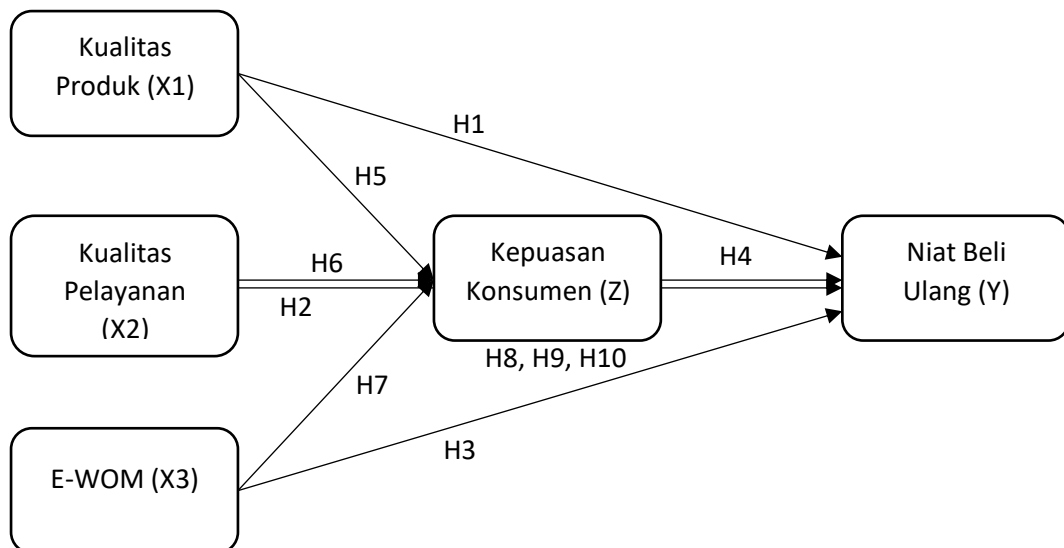 Kualitas
Produk (X1)
H1
H5
Kualitas
Pelayanan
(X2)
H6
H2
Kepuasan
Konsumen (Z)
H4
Niat Beli
Ulang (Y)
H8, H9, H10
H7
H3
E-WOM (X3)